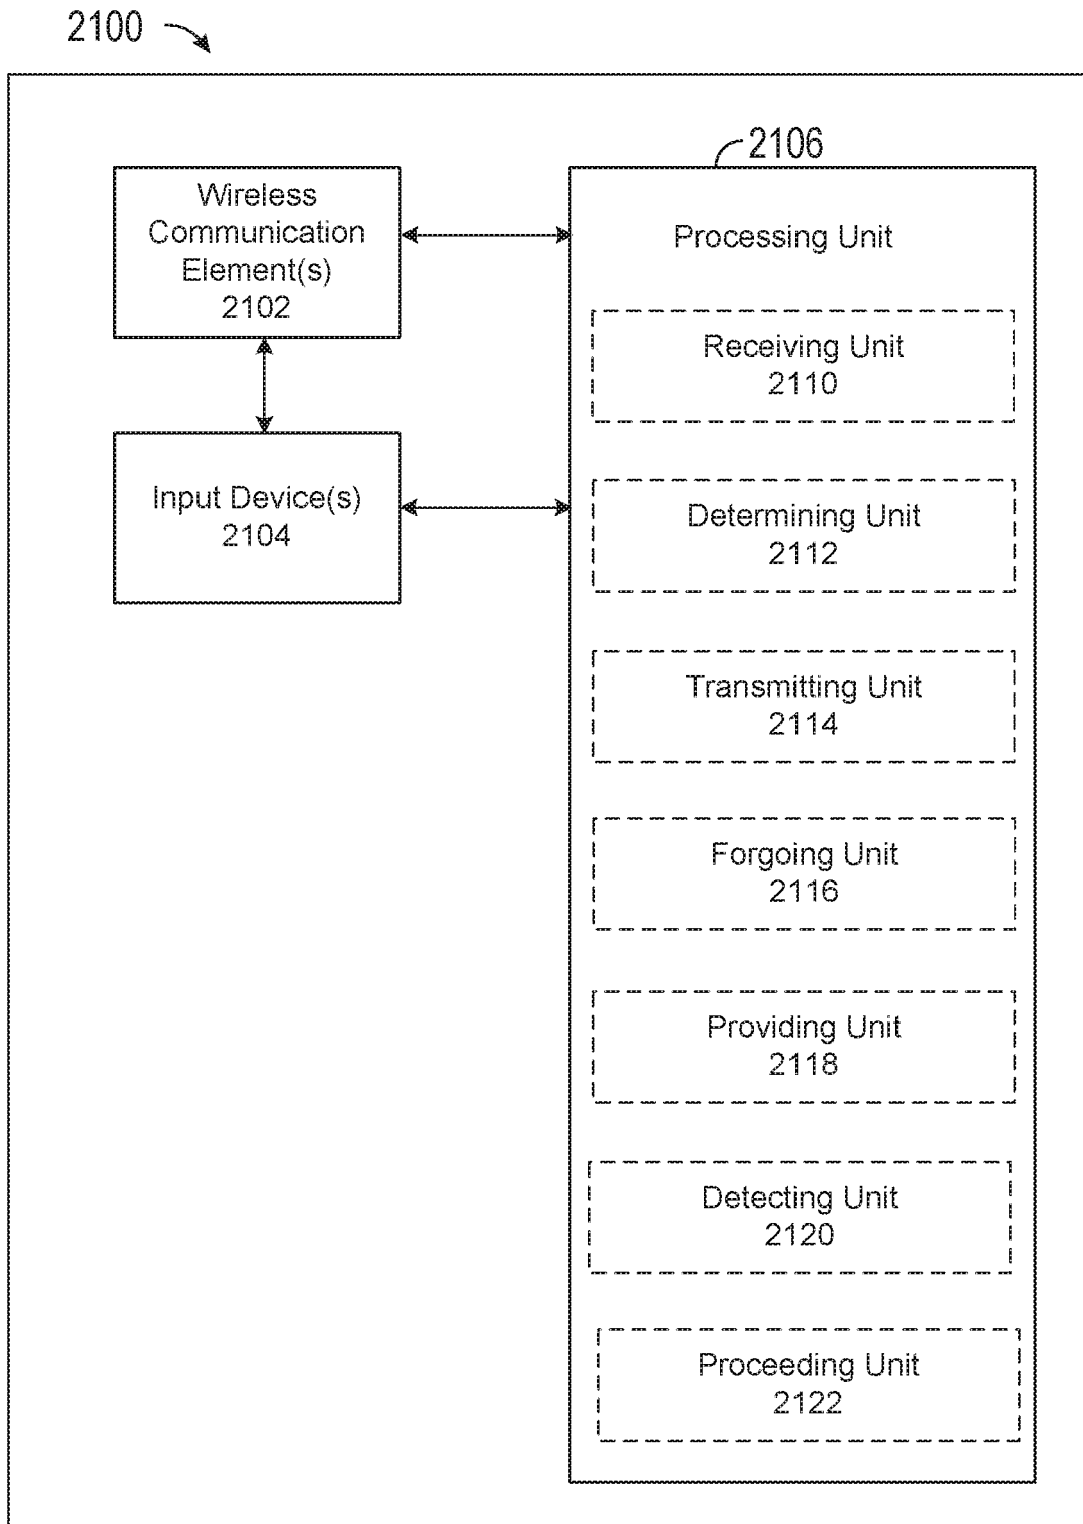 2100
2106
Wireless
Communication
Element(s)
2102
Processing Unit
Receiving Unit
2110
Input Device(s)
2104
Determining Unit
2112
Transmitting Unit
2114
Forgoing Unit
2116
Providing Unit
2118
Detecting Unit
2120
Proceeding Unit
2122